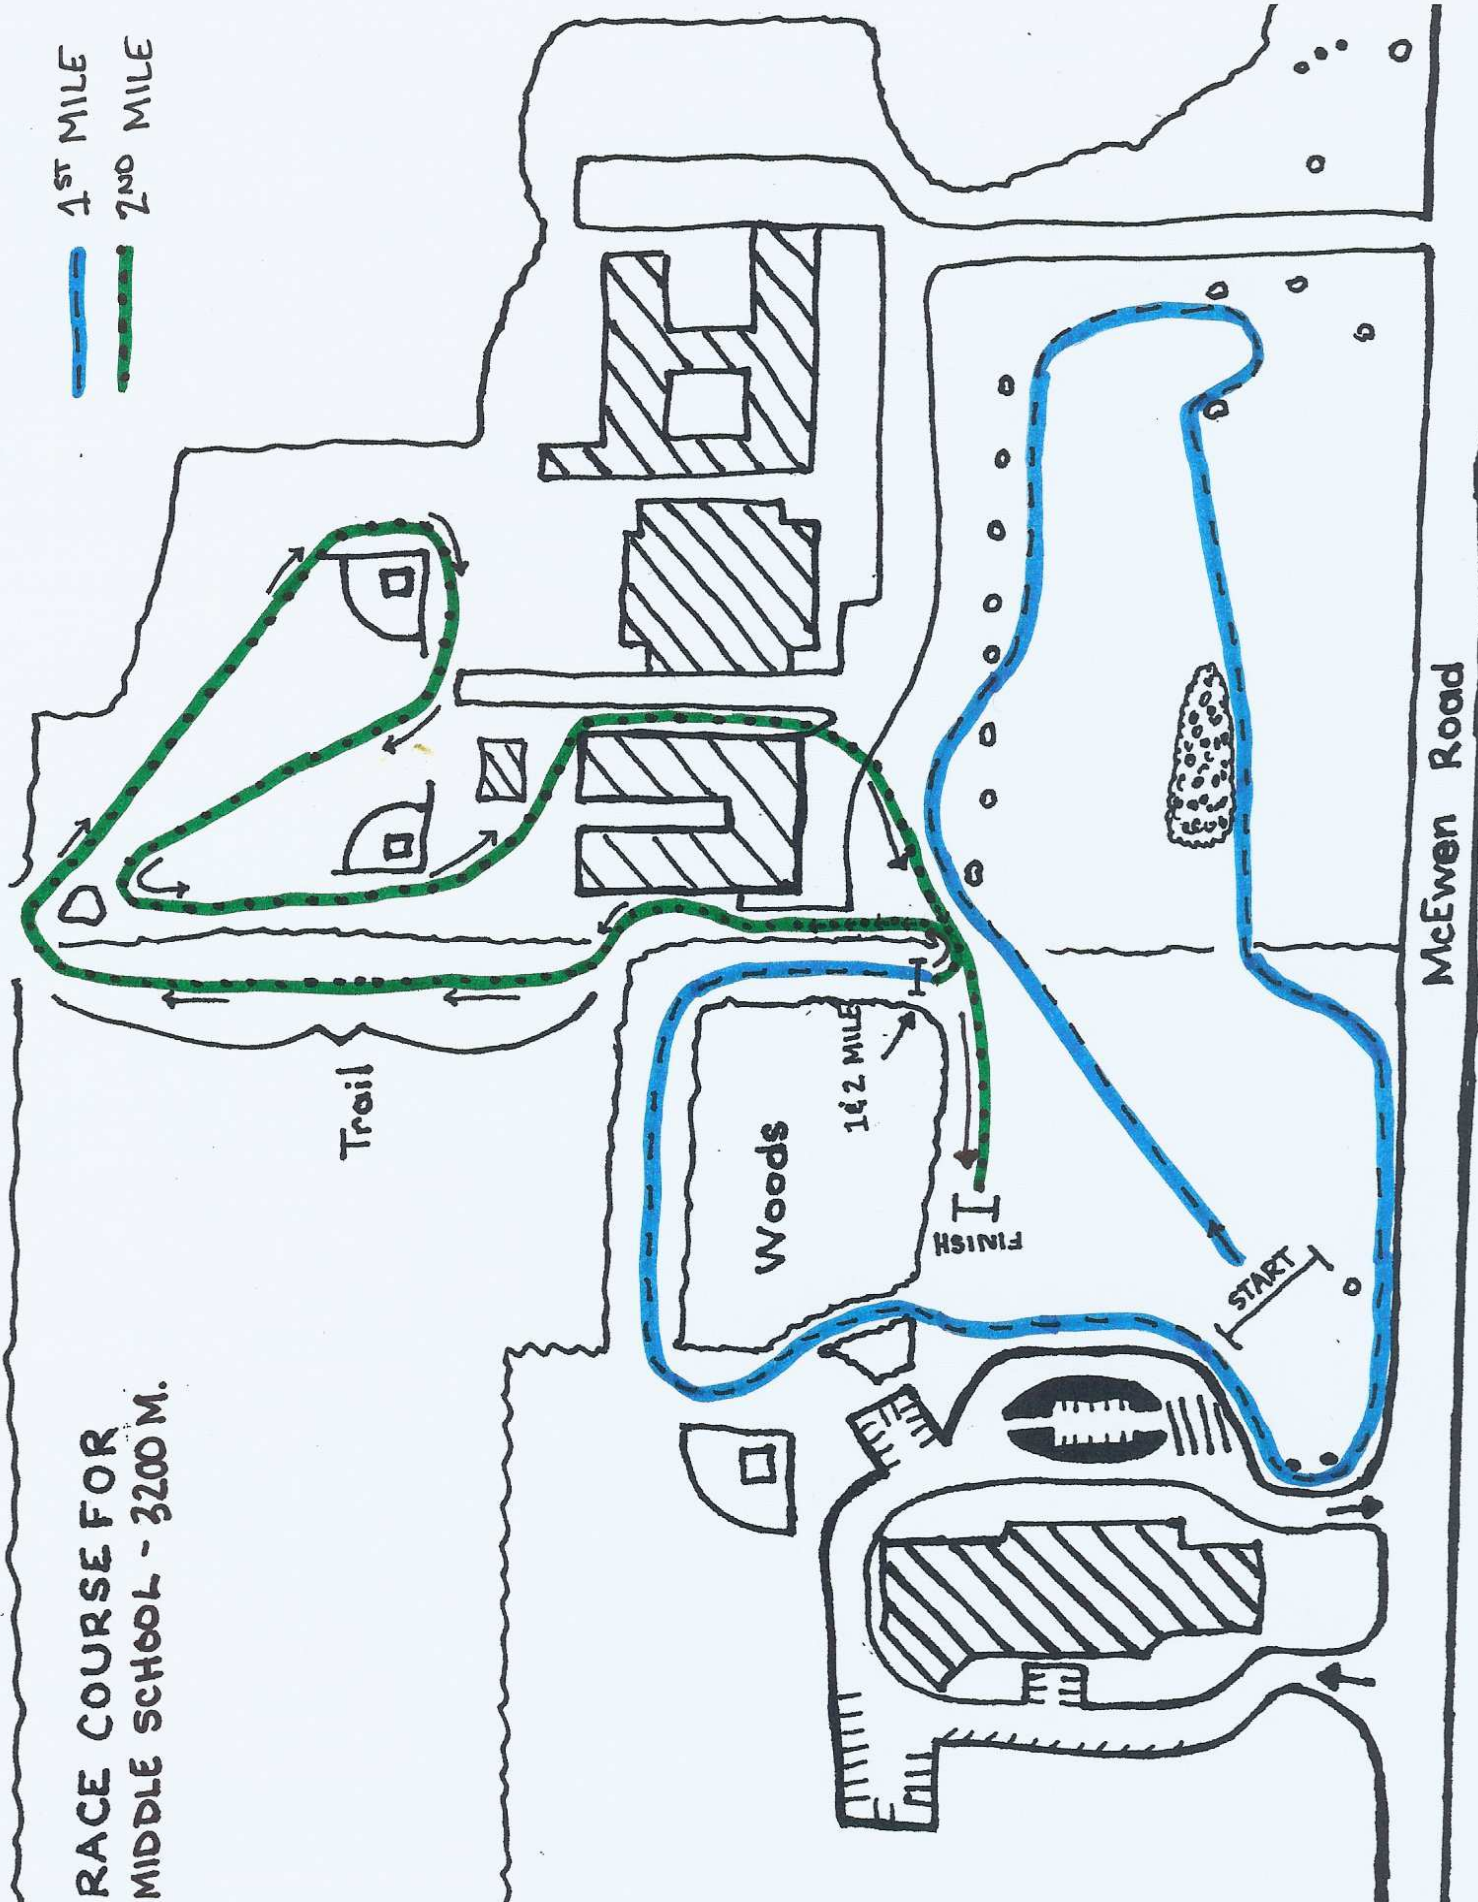 RACE COURSE FOR
MIDDLE SCHOOL - 3200 M.
1ST MILE
2ND MILE
Trail
Woods
1 & 2 MILE
FINISH
START
McEwen Road